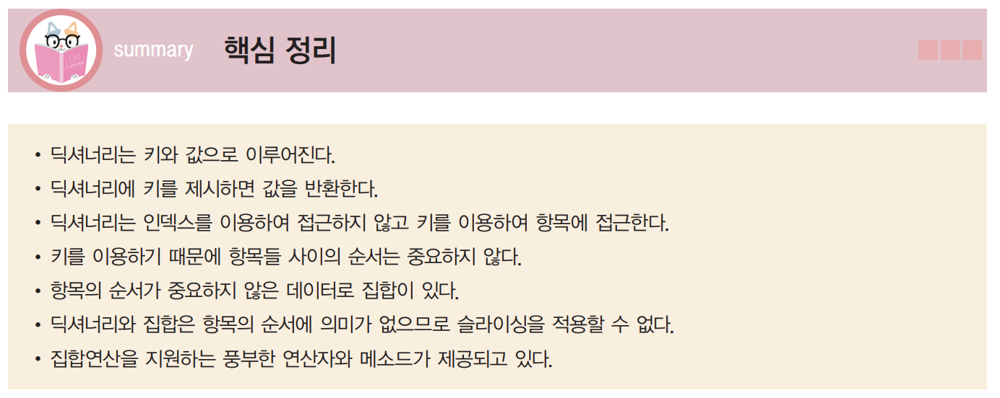 CAT
Language
summary 핵심 정리
• 딕셔너리는 키와 값으로 이루어진다.
• 딕셔너리에 키를 제시하면 값을 반환한다.
• 딕셔너리는 인덱스를 이용하여 접근하지 않고 키를 이용하여 항목에 접근한다.
• 키를 이용하기 때문에 항목들 사이의 순서는 중요하지 않다.
• 항목의 순서가 중요하지 않은 데이터로 집합이 있다.
• 딕셔너리와 집합은 항목의 순서에 의미가 없으므로 슬라이싱을 적용할 수 없다.
• 집합연산을 지원하는 풍부한 연산자와 메소드가 제공되고 있다.